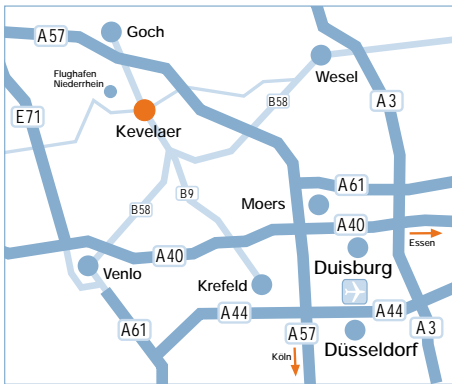 A57
Goch
Wesel
Flughafen
Niederrhein
B58
A3
E71
Kevelaer
A61
B9
B58
Moers
A40
Essen
A40
Duisburg
Venlo
Krefeld
A44
A44
A61
A57
A3
Düsseldorf
Köln